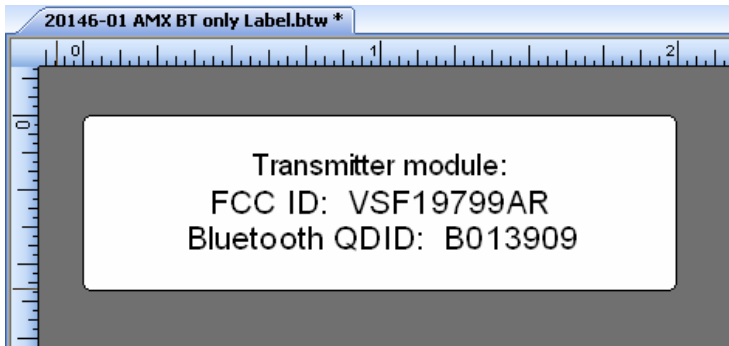 20146-01 AMX BT only Label.btw *
0 1 2
0
Transmitter module:
FCC ID: VSF19799AR
Bluetooth QDID: B013909